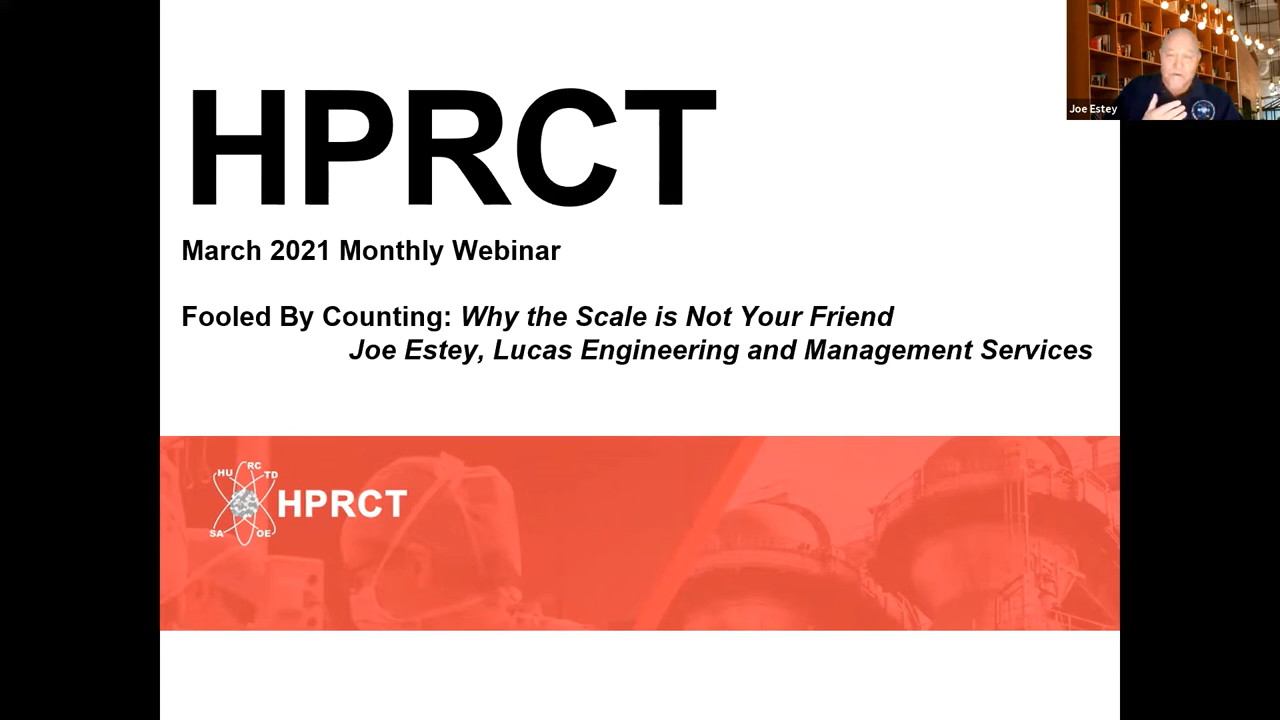 HPRCT
Joe Estey
March 2021 Monthly Webinar
Fooled By Counting: Why the Scale is Not Your Friend
Joe Estey, Lucas Engineering and Management Services
HU
RC
TD
HPRCT
SA
OE